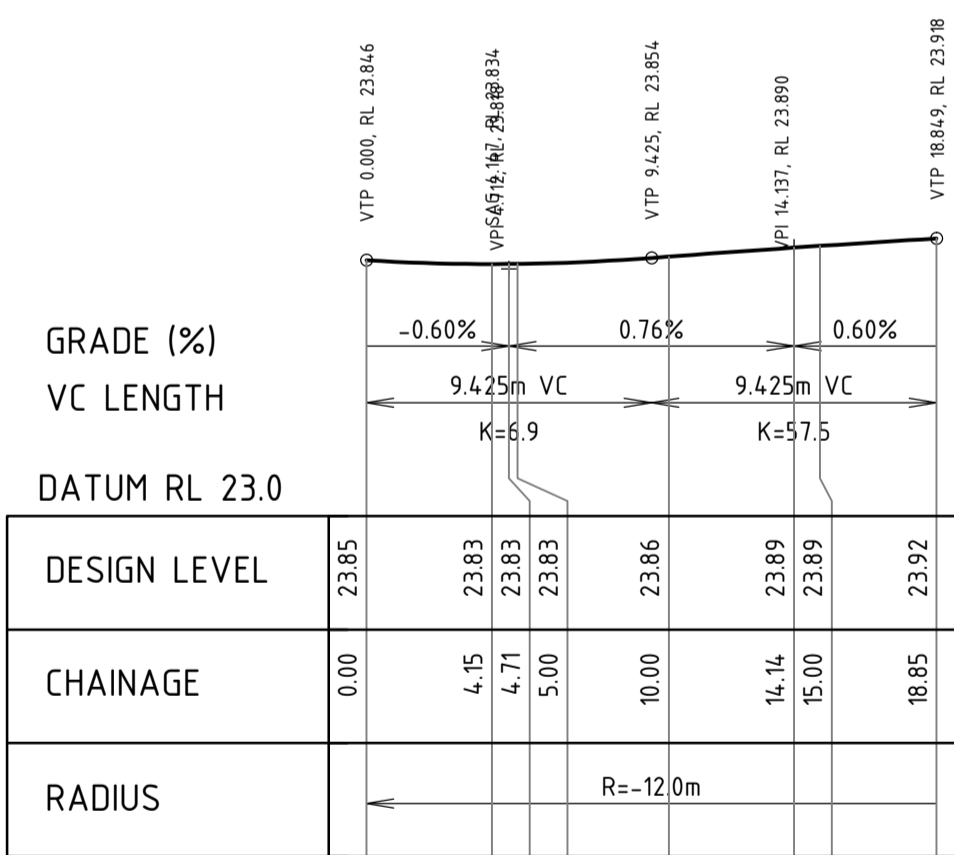 VTP 0.000, RL 23.846
VTP 9.425, RL 23.854
VPI 14.137, RL 23.890
VTP 18.849, RL 23.918
GRADE (%)
-0.60%
0.76%
0.60%
VC LENGTH
9.425m VC
9.425m VC
K=6.9
K=57.5
DATUM RL 23.0
DESIGN LEVEL
23.85
23.83
23.83
23.83
23.86
23.89
23.89
23.92
CHAINAGE
0.00
4.15
4.71
5.00
10.00
14.14
15.00
18.85
RADIUS
R=-12.0m